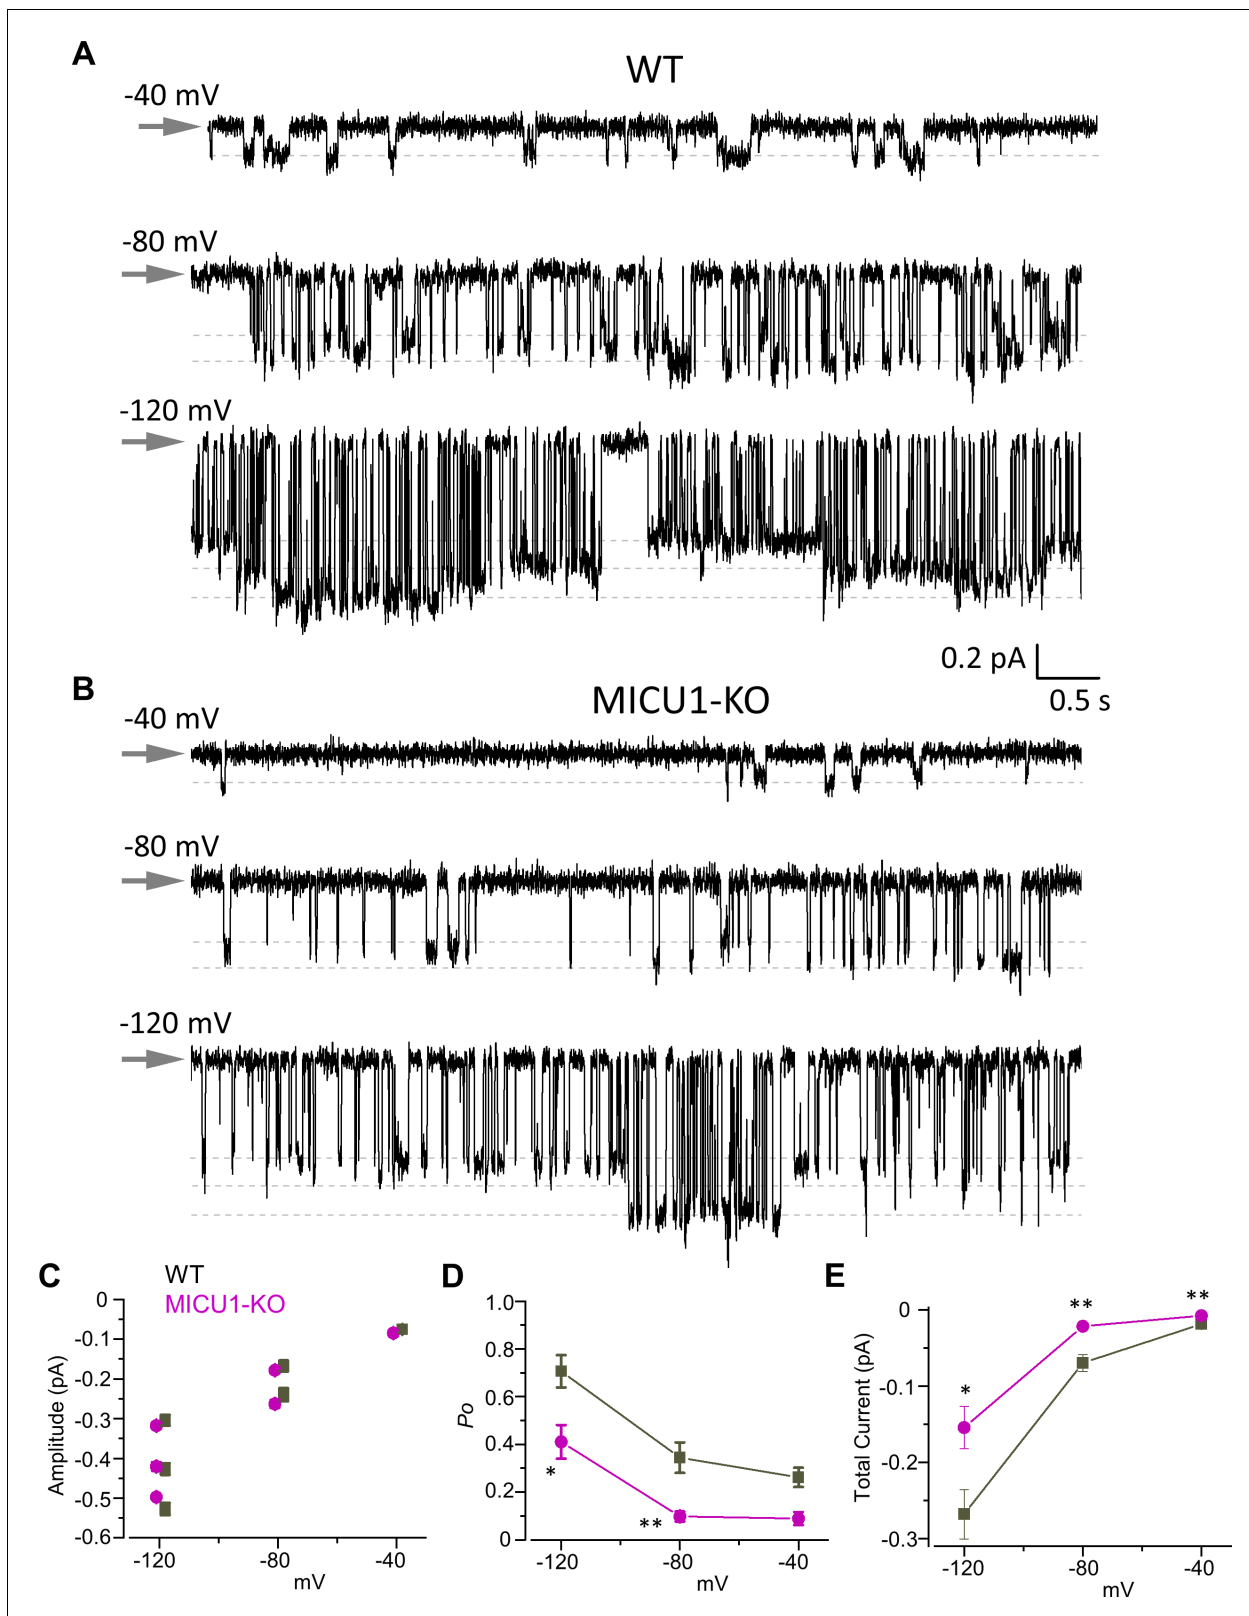 A
WT
-40 mV
-80 mV
-120 mV
0.2 pA
0.5 s
B
MICU1-KO
-40 mV
-80 mV
-120 mV
C
WT
MICU1-KO
0
-0.1
-0.2
-0.3
-0.4
-0.5
-0.6
Amplitude (pA)
-120 -80 -40
mV
D
1.0
0.8
0.6
0.4
0.2
0
Po
*
**
-120 -80 -40
mV
E
0
-0.1
-0.2
-0.3
Total Current (pA)
*
**
**
-120 -80 -40
mV